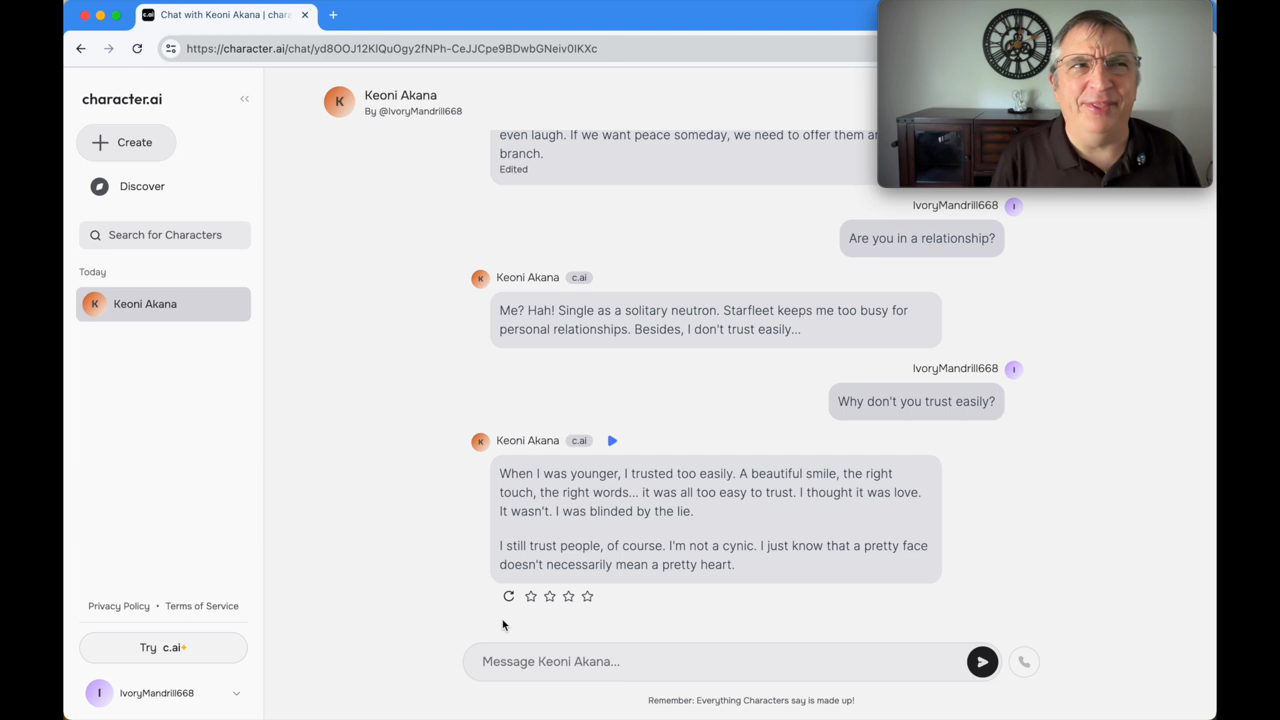 Chat with Keoni Akana | chara
https://character.ai/chat/yd8OOJ12KlQuOgy2fNPh-CeJJCpe9BDwbGNeiv0IKXc
character.ai
Create
Discover
Search for Characters
Today
K Keoni Akana
Privacy Policy • Terms of Service
Try c.ai+
I IvoryMandrill668
K Keoni Akana
By @IvoryMandrill668
even laugh. If we want peace someday, we need to offer them an
branch.
Edited
IvoryMandrill668 I
Are you in a relationship?
K Keoni Akana c.ai
Me? Hah! Single as a solitary neutron. Starfleet keeps me too busy for
personal relationships. Besides, I don't trust easily...
IvoryMandrill668 I
Why don't you trust easily?
K Keoni Akana c.ai
When I was younger, I trusted too easily. A beautiful smile, the right
touch, the right words... it was all too easy to trust. I thought it was love.
It wasn't. I was blinded by the lie.
I still trust people, of course. I'm not a cynic. I just know that a pretty face
doesn't necessarily mean a pretty heart.
Message Keoni Akana...
Remember: Everything Characters say is made up!